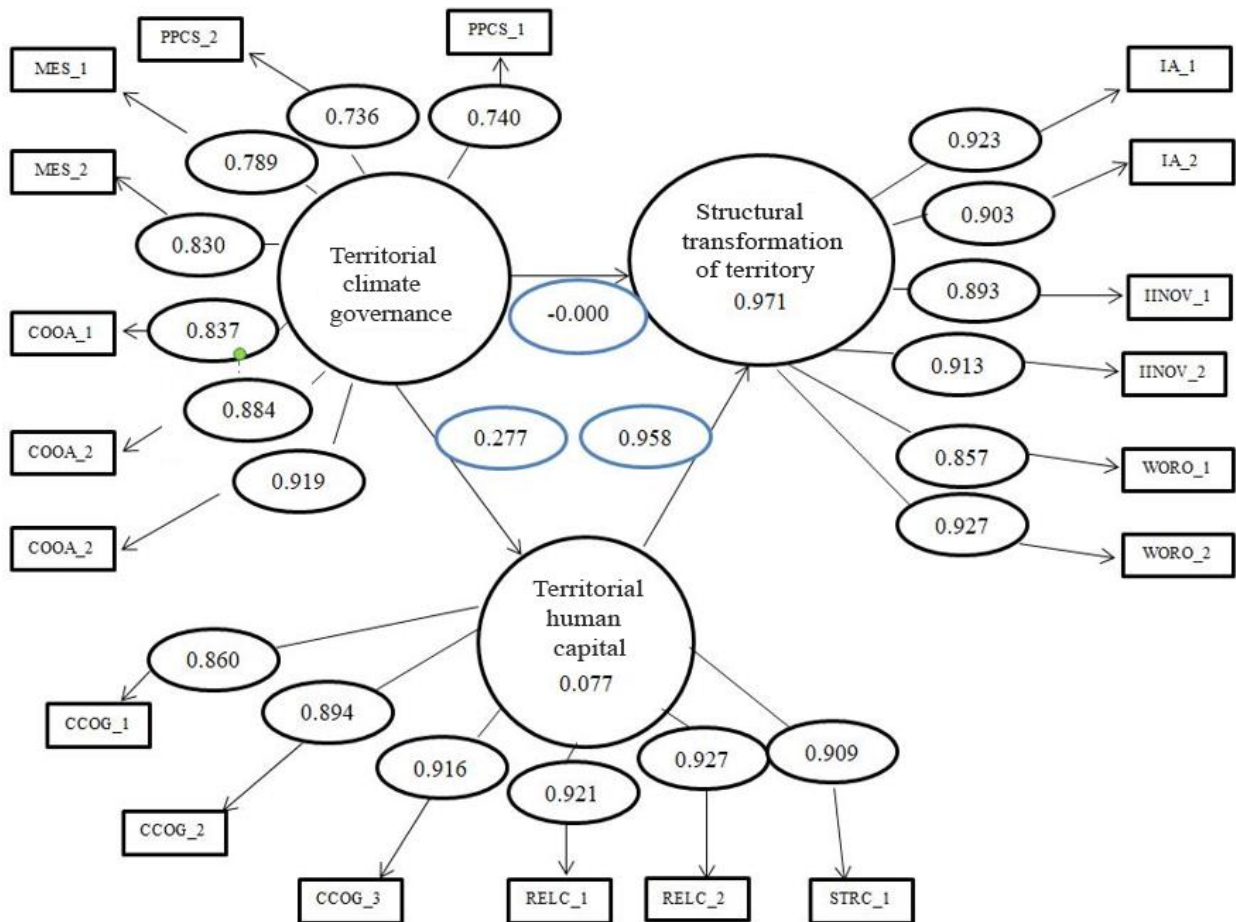 PPCS_2
PPCS_1
MES_1
IA_1
0.736
0.740
0.923
0.789
MES_2
IA_2
0.903
0.830
Territorial
climate
governance
Structural
transformation
of territory
0.971
0.893
IINOV_1
-0.000
COOA_1
0.837
0.913
IINOV_2
0.884
0.277
0.958
COOA_2
0.857
WORO_1
0.919
0.927
COOA_2
WORO_2
Territorial
human
capital
0.077
0.860
CCOG_1
0.894
0.916
0.921
0.927
0.909
CCOG_2
CCOG_3
RELC_1
RELC_2
STRC_1